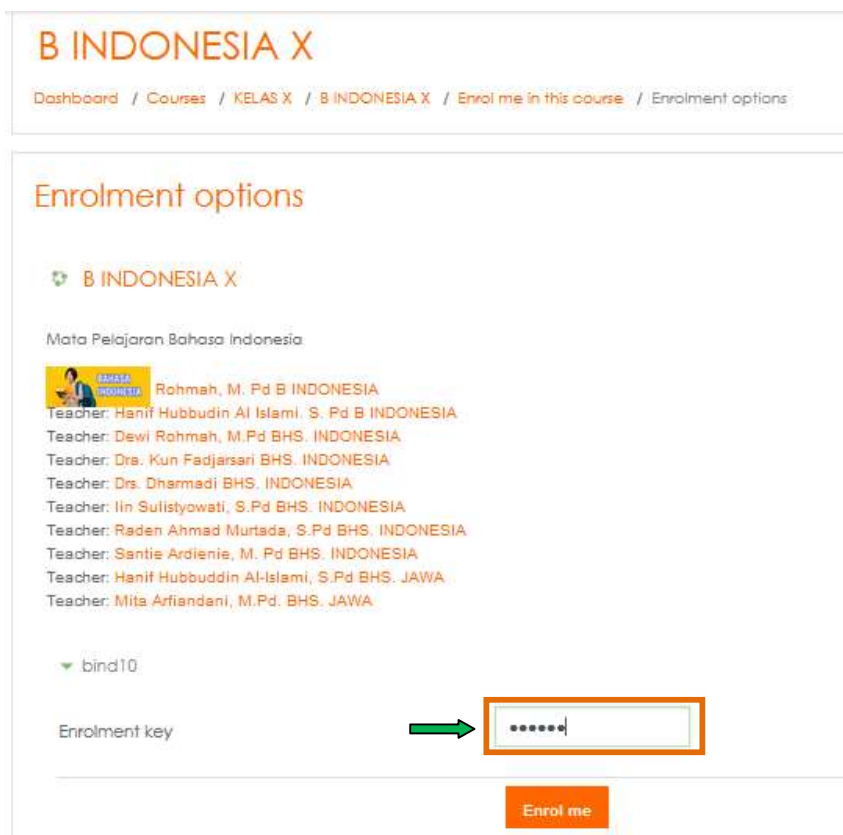 B INDONESIA X
Dashboard / Courses / KELAS X / B INDONESIA X / Enrol me in this course / Enrolment options
Enrolment options
B INDONESIA X
Mata Pelajaran Bahasa Indonesia
BAHASA
INDONESIA
Rohmah, M. Pd B INDONESIA
Teacher: Hanif Hubbudin Al Islami. S. Pd B INDONESIA
Teacher: Dewi Rohmah, M.Pd BHS. INDONESIA
Teacher: Dra. Kun Fadjarsari BHS. INDONESIA
Teacher: Drs. Dharmadi BHS. INDONESIA
Teacher: Iin Sulistyowati, S.Pd BHS. INDONESIA
Teacher: Raden Ahmad Murtada, S.Pd BHS. INDONESIA
Teacher: Santie Ardienie, M. Pd BHS. INDONESIA
Teacher: Hanif Hubbuddin Al-Islami, S.Pd BHS. JAWA
Teacher: Mita Arfiandani, M.Pd. BHS. JAWA
bind10
Enrolment key ••••••
Enrol me